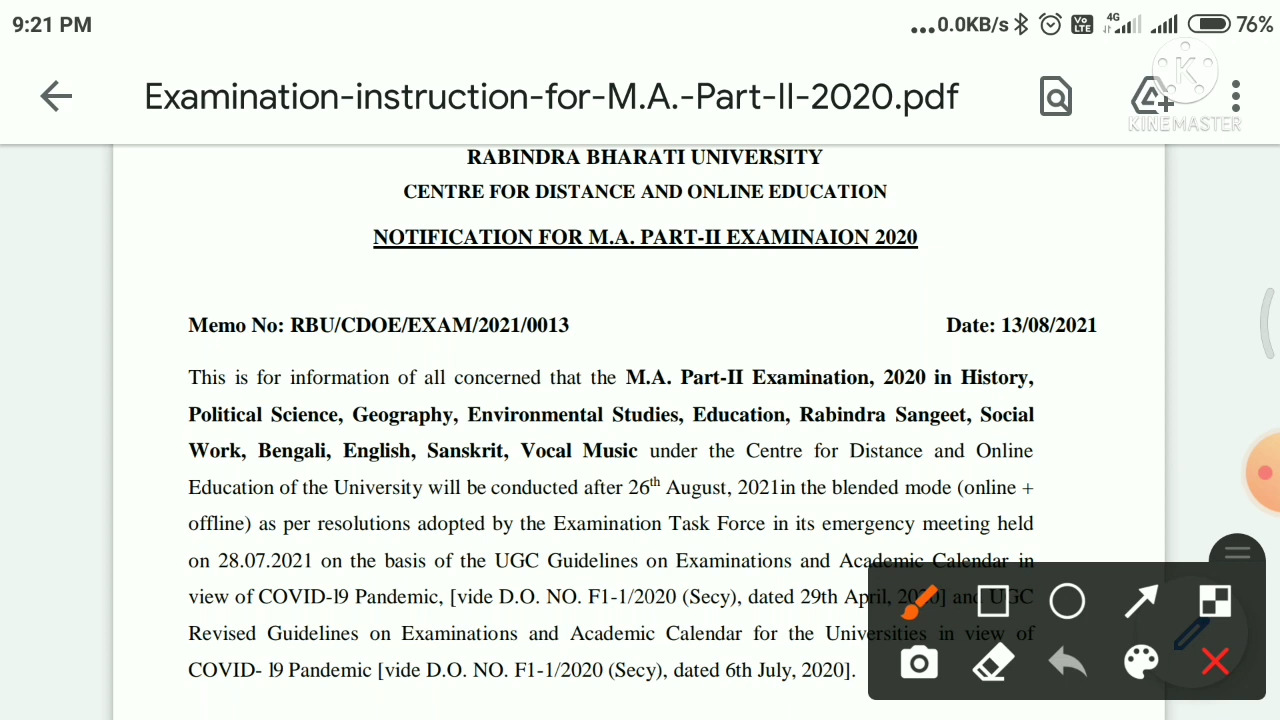 9:21 PM
...0.0KB/s Vo LTE 4G 76%
Examination-instruction-for-M.A.-Part-II-2020.pdf
K
KINEMASTER
RABINDRA BHARATI UNIVERSITY
CENTRE FOR DISTANCE AND ONLINE EDUCATION
NOTIFICATION FOR M.A. PART-II EXAMINAION 2020
Memo No: RBU/CDOE/EXAM/2021/0013 Date: 13/08/2021
This is for information of all concerned that the M.A. Part-II Examination, 2020 in History,
Political Science, Geography, Environmental Studies, Education, Rabindra Sangeet, Social
Work, Bengali, English, Sanskrit, Vocal Music under the Centre for Distance and Online
Education of the University will be conducted after 26th August, 2021in the blended mode (online +
offline) as per resolutions adopted by the Examination Task Force in its emergency meeting held
on 28.07.2021 on the basis of the UGC Guidelines on Examinations and Academic Calendar in
view of COVID-l9 Pandemic, [vide D.O. NO. F1-1/2020 (Secy), dated 29th April, 2020] and UGC
Revised Guidelines on Examinations and Academic Calendar for the Universities in view of
COVID- l9 Pandemic [vide D.O. NO. F1-1/2020 (Secy), dated 6th July, 2020].